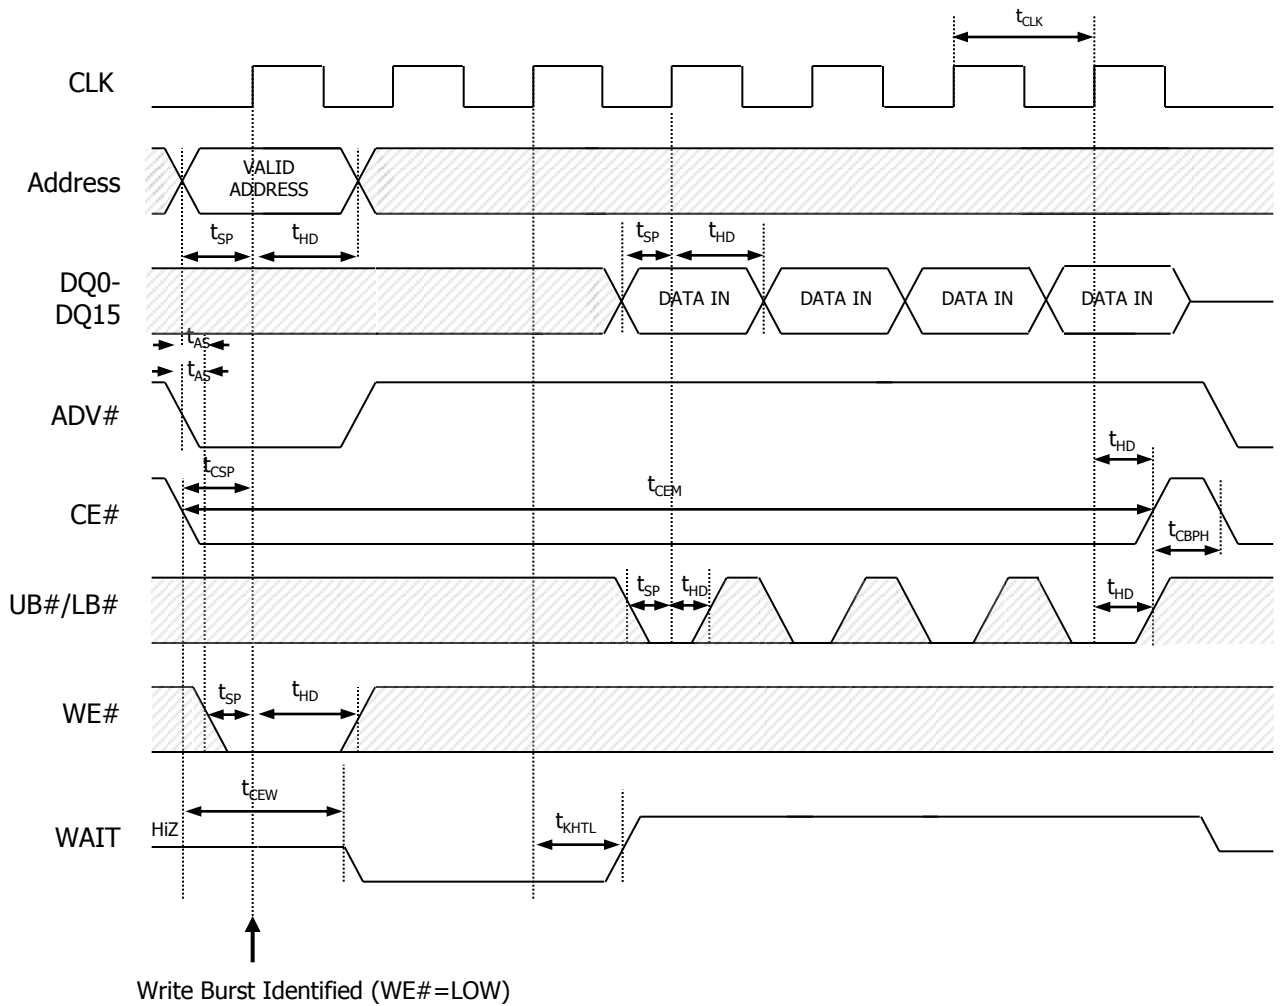 tCLK
CLK
VALID
ADDRESS
Address
tSP tHD tSP tHD
DQ0-
DQ15
DATA IN DATA IN DATA IN DATA IN
tAS
tAS
ADV#
tHD
tCSP
tCEM
CE#
tCBPH
UB#/LB#
tSP tHD tHD
WE#
tSP tHD
tCEW
HiZ
WAIT
tKHTL
Write Burst Identified (WE#=LOW)